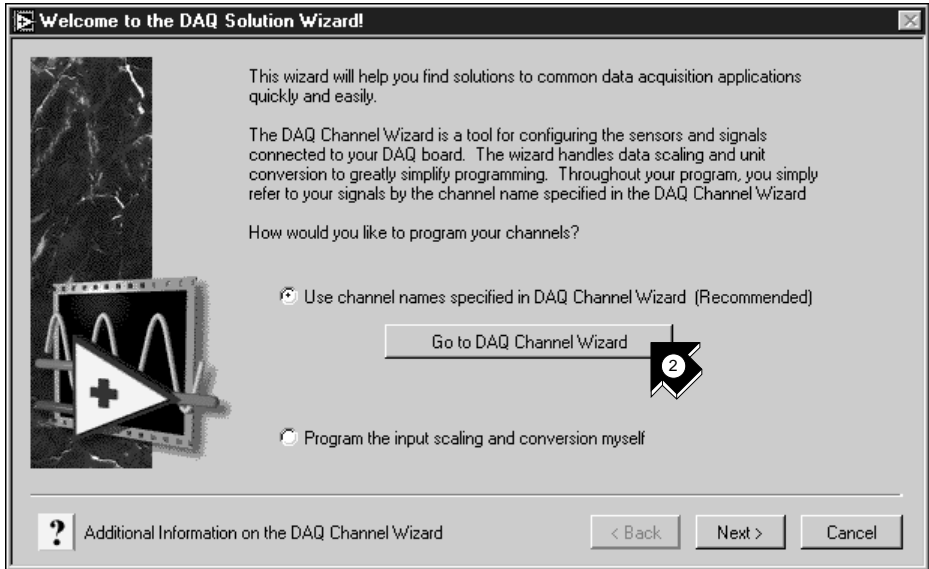 Welcome to the DAQ Solution Wizard!
This wizard will help you find solutions to common data acquisition applications
quickly and easily.
The DAQ Channel Wizard is a tool for configuring the sensors and signals
connected to your DAQ board. The wizard handles data scaling and unit
conversion to greatly simplify programming. Throughout your program, you simply
refer to your signals by the channel name specified in the DAQ Channel Wizard
How would you like to program your channels?
Use channel names specified in DAQ Channel Wizard (Recommended)
Go to DAQ Channel Wizard
2
Program the input scaling and conversion myself
? Additional Information on the DAQ Channel Wizard
< Back Next > Cancel